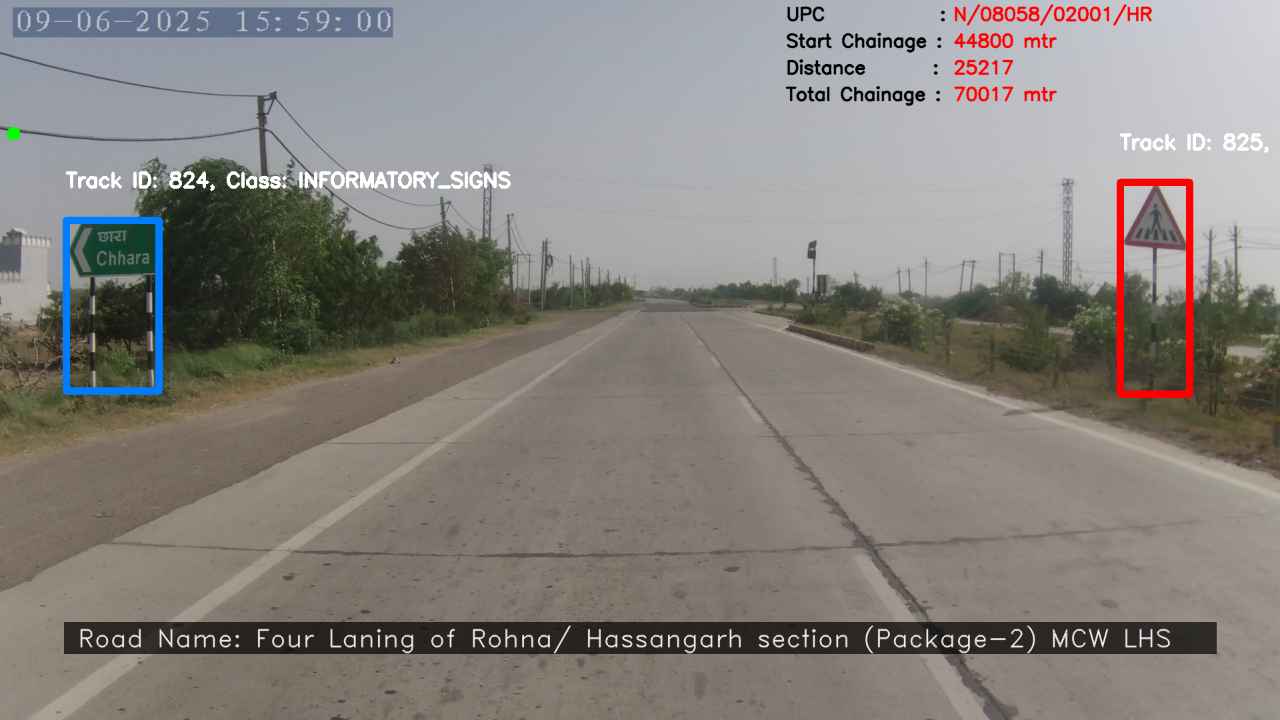 09-06-2025 15:59:00
UPC : N/08058/02001/HR
Start Chainage : 44800 mtr
Distance : 25217
Total Chainage : 70017 mtr
Track ID: 825,
Track ID: 824, Class: INFORMATORY_SIGNS
छारा
Chhara
Road Name: Four Laning of Rohna/ Hassangarh section (Package-2) MCW LHS